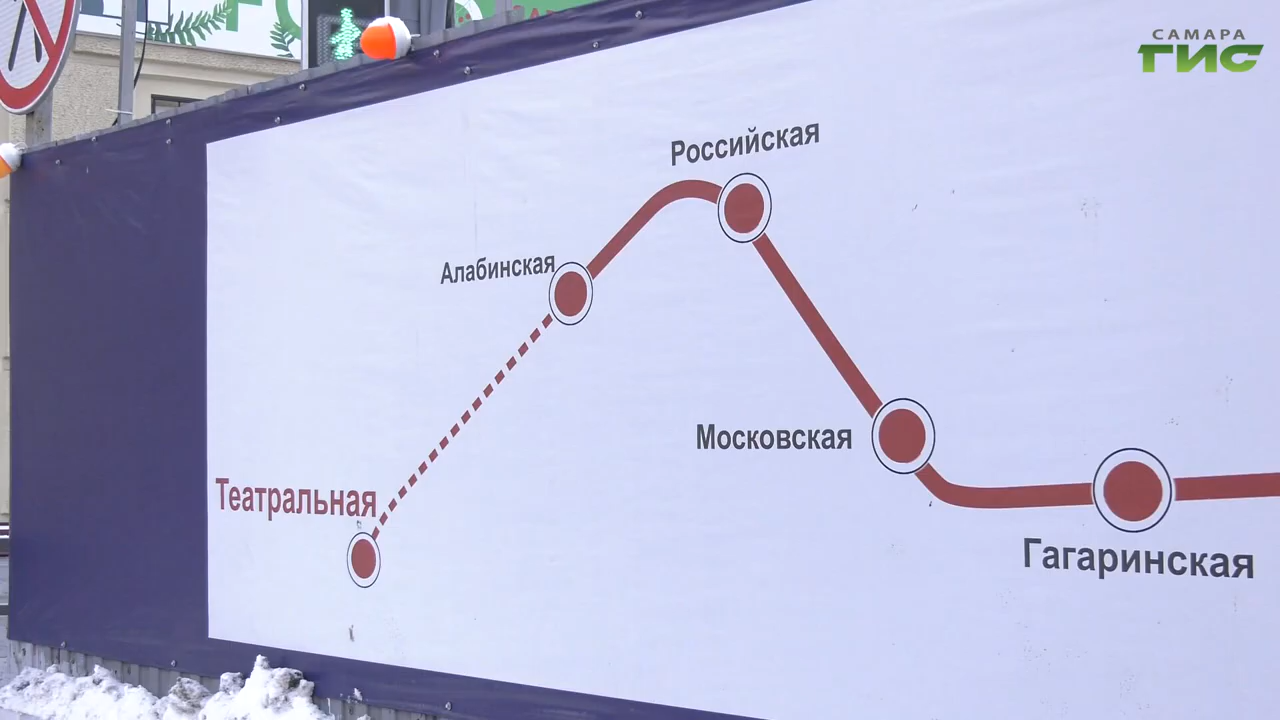 САМАРА
ГИС
Российская
Алабинская
Московская
Театральная
Гагаринская